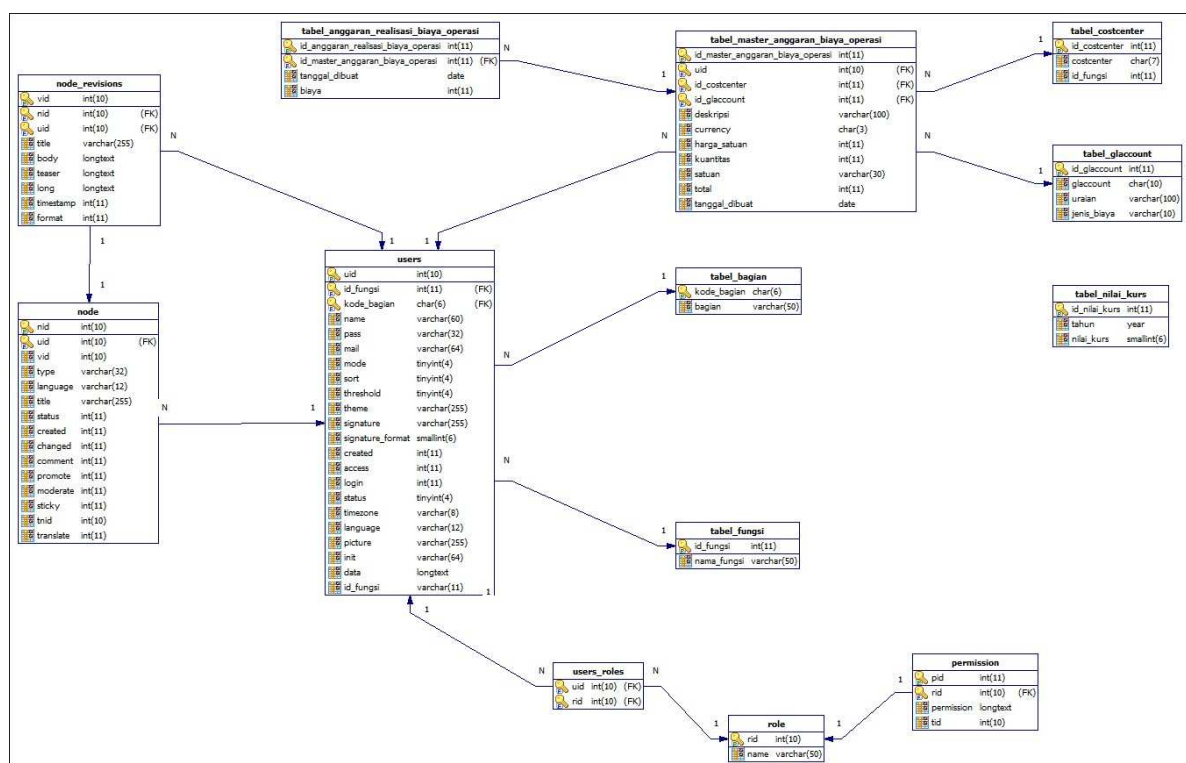 tabel_anggaran_realisasi_biaya_operasi
id_anggaran_realisasi_biaya_operasi int(11)
id_master_anggaran_biaya_operasi int(11) (FK)
tanggal_dibuat date
biaya int(11)
N
1
tabel_master_anggaran_biaya_operasi
id_master_anggaran_biaya_operasi int(11)
uid int(10) (FK)
id_costcenter int(11) (FK)
id_glaccount int(11) (FK)
deskripsi varchar(100)
currency char(3)
harga_satuan int(11)
kuantitas int(11)
satuan varchar(30)
total int(11)
tanggal_dibuat date
N
1
N
1
N
1
tabel_costcenter
id_costcenter int(11)
costcenter char(7)
id_fungsi int(11)
tabel_glaccount
id_glaccount int(11)
glaccount char(10)
uraian varchar(100)
jenis_biaya varchar(10)
node_revisions
vid int(10)
nid int(10) (FK)
uid int(10) (FK)
title varchar(255)
body longtext
teaser longtext
long longtext
timestamp int(11)
format int(11)
N
1
1
1
node
nid int(10)
uid int(10) (FK)
vid int(10)
type varchar(32)
language varchar(12)
title varchar(255)
status int(11)
created int(11)
changed int(11)
comment int(11)
promote int(11)
moderate int(11)
sticky int(11)
tnid int(10)
translate int(11)
N
1
users
uid int(10)
id_fungsi int(11) (FK)
kode_bagian char(6) (FK)
name varchar(60)
pass varchar(32)
mail varchar(64)
mode tinyint(4)
sort tinyint(4)
threshold tinyint(4)
theme varchar(255)
signature varchar(255)
signature_format smallint(6)
created int(11)
access int(11)
login int(11)
status tinyint(4)
timezone varchar(8)
language varchar(12)
picture varchar(255)
init varchar(64)
data longtext
id_fungsi varchar(11)
1
N
1
tabel_bagian
kode_bagian char(6)
bagian varchar(50)
tabel_nilai_kurs
id_nilai_kurs int(11)
tahun year
nilai_kurs smallint(6)
N
1
tabel_fungsi
id_fungsi int(11)
nama_fungsi varchar(50)
1
N
users_roles
uid int(10) (FK)
rid int(10) (FK)
N
1
role
rid int(10)
name varchar(50)
1
1
permission
pid int(11)
rid int(10) (FK)
permission longtext
tid int(10)